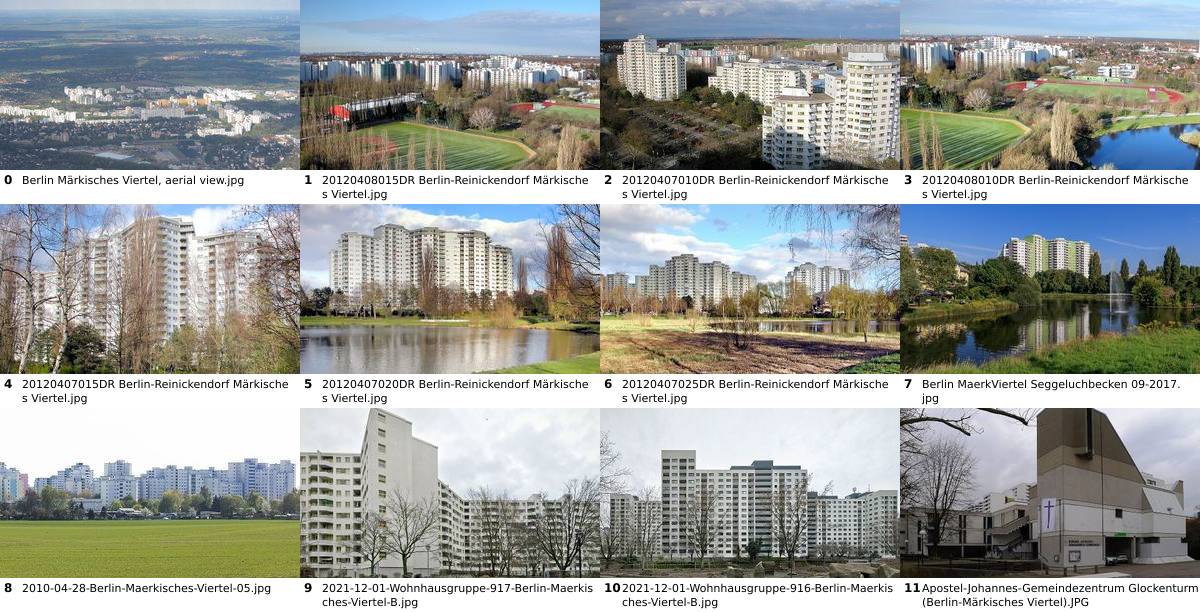 0 Berlin Märkisches Viertel, aerial view.jpg
1 20120408015DR Berlin-Reinickendorf Märkische
s Viertel.jpg
2 20120407010DR Berlin-Reinickendorf Märkische
s Viertel.jpg
3 20120408010DR Berlin-Reinickendorf Märkische
s Viertel.jpg
4 20120407015DR Berlin-Reinickendorf Märkische
s Viertel.jpg
5 20120407020DR Berlin-Reinickendorf Märkische
s Viertel.jpg
6 20120407025DR Berlin-Reinickendorf Märkische
s Viertel.jpg
7 Berlin MaerkViertel Seggeluchbecken 09-2017.
jpg
8 2010-04-28-Berlin-Maerkisches-Viertel-05.jpg
9 2021-12-01-Wohnhausgruppe-917-Berlin-Maerkis
ches-Viertel-B.jpg
10 2021-12-01-Wohnhausgruppe-916-Berlin-Maerkis
ches-Viertel-B.jpg
11 Apostel-Johannes-Gemeindezentrum Glockentur
(Berlin-Märkisches Viertel).JPG